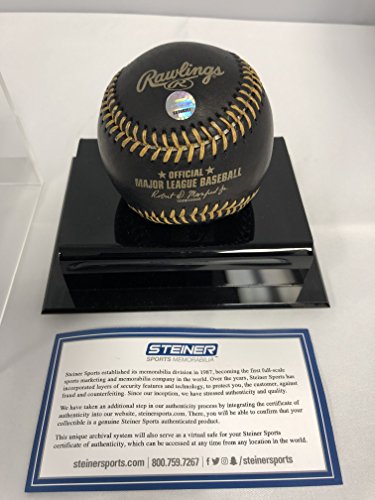 Rawlings
R
STEINER
★ OFFICIAL ★
MAJOR LEAGUE BASEBALL
Robert D. Manfred Jr.
STEINER
SPORTS MEMORABILIA
Steiner Sports established its memorabilia division in 1987, becoming the first full-scale
sports marketing and memorabilia company in the world. Over the years, Steiner Sports has
incorporated layers of security features and technology, to protect you, the customer, against
fraud and counterfeiting. Since our inception, we have stressed authenticity and quality.
We have taken an additional step in our authenticity process by integrating the certificate of
authenticity into our website, steinersports.com. There, you will be able to confirm that your
collectible is a genuine Steiner Sports authenticated product.
This unique archival system will also serve as a virtual safe for your Steiner Sports
certificate of authenticity, which can be accessed at any time from any location in the world.
steinersports.com | 800.759.7267 | /steinersports